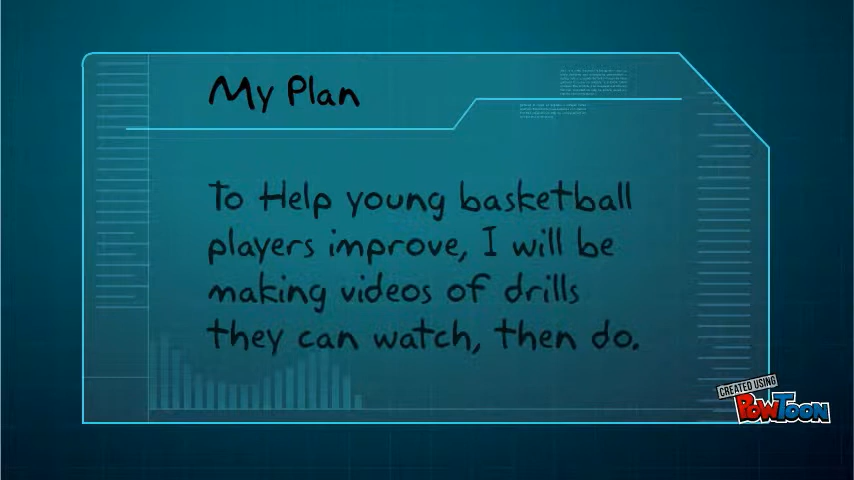 My Plan
To Help young basketball
players improve, I will be
making videos of drills
they can watch, then do.
CREATED USING
POWTOON